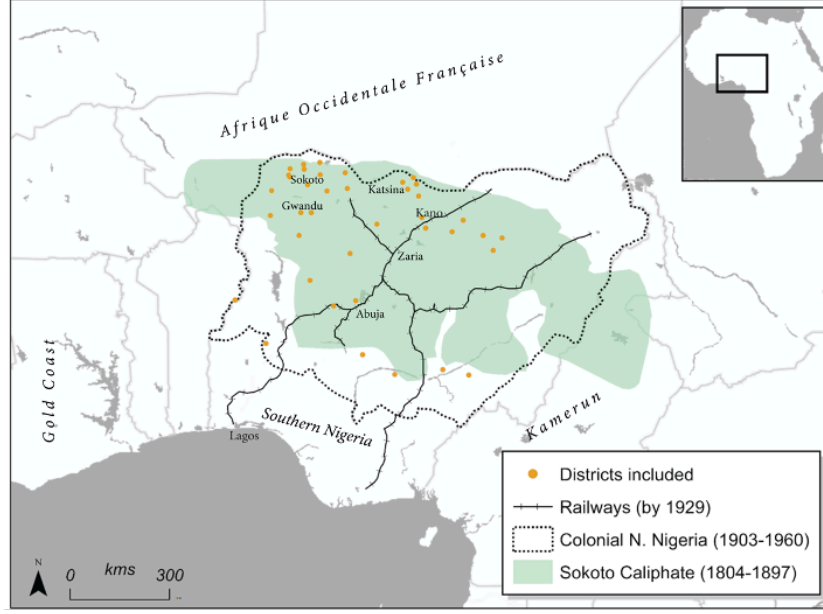 Afrique Occidentale Française
Sokoto
Katsina
Gwandu
Kano
Zaria
Abuja
Gold Coast
Southern Nigeria
Kamerun
Lagos
Districts included
Railways (by 1929)
Colonial N. Nigeria (1903-1960)
Sokoto Caliphate (1804-1897)
N
kms
0 300